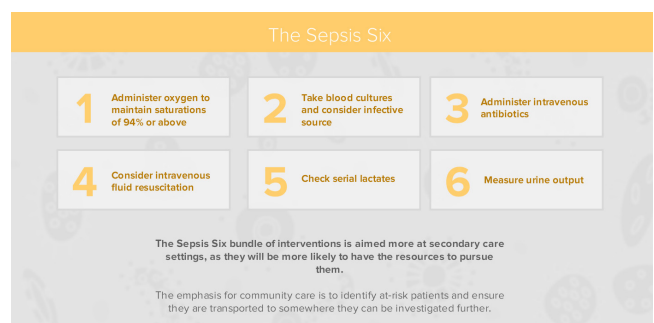 The Sepsis Six
1
Administer oxygen to
maintain saturations
of 94% or above
2
Take blood cultures
and consider infective
source
3
Administer intravenous
antibiotics
4
Consider intravenous
fluid resuscitation
5
Check serial lactates
6
Measure urine output
The Sepsis Six bundle of interventions is aimed more at secondary care
settings, as they will be more likely to have the resources to pursue
them.
The emphasis for community care is to identify at-risk patients and ensure
they are transported to somewhere they can be investigated further.